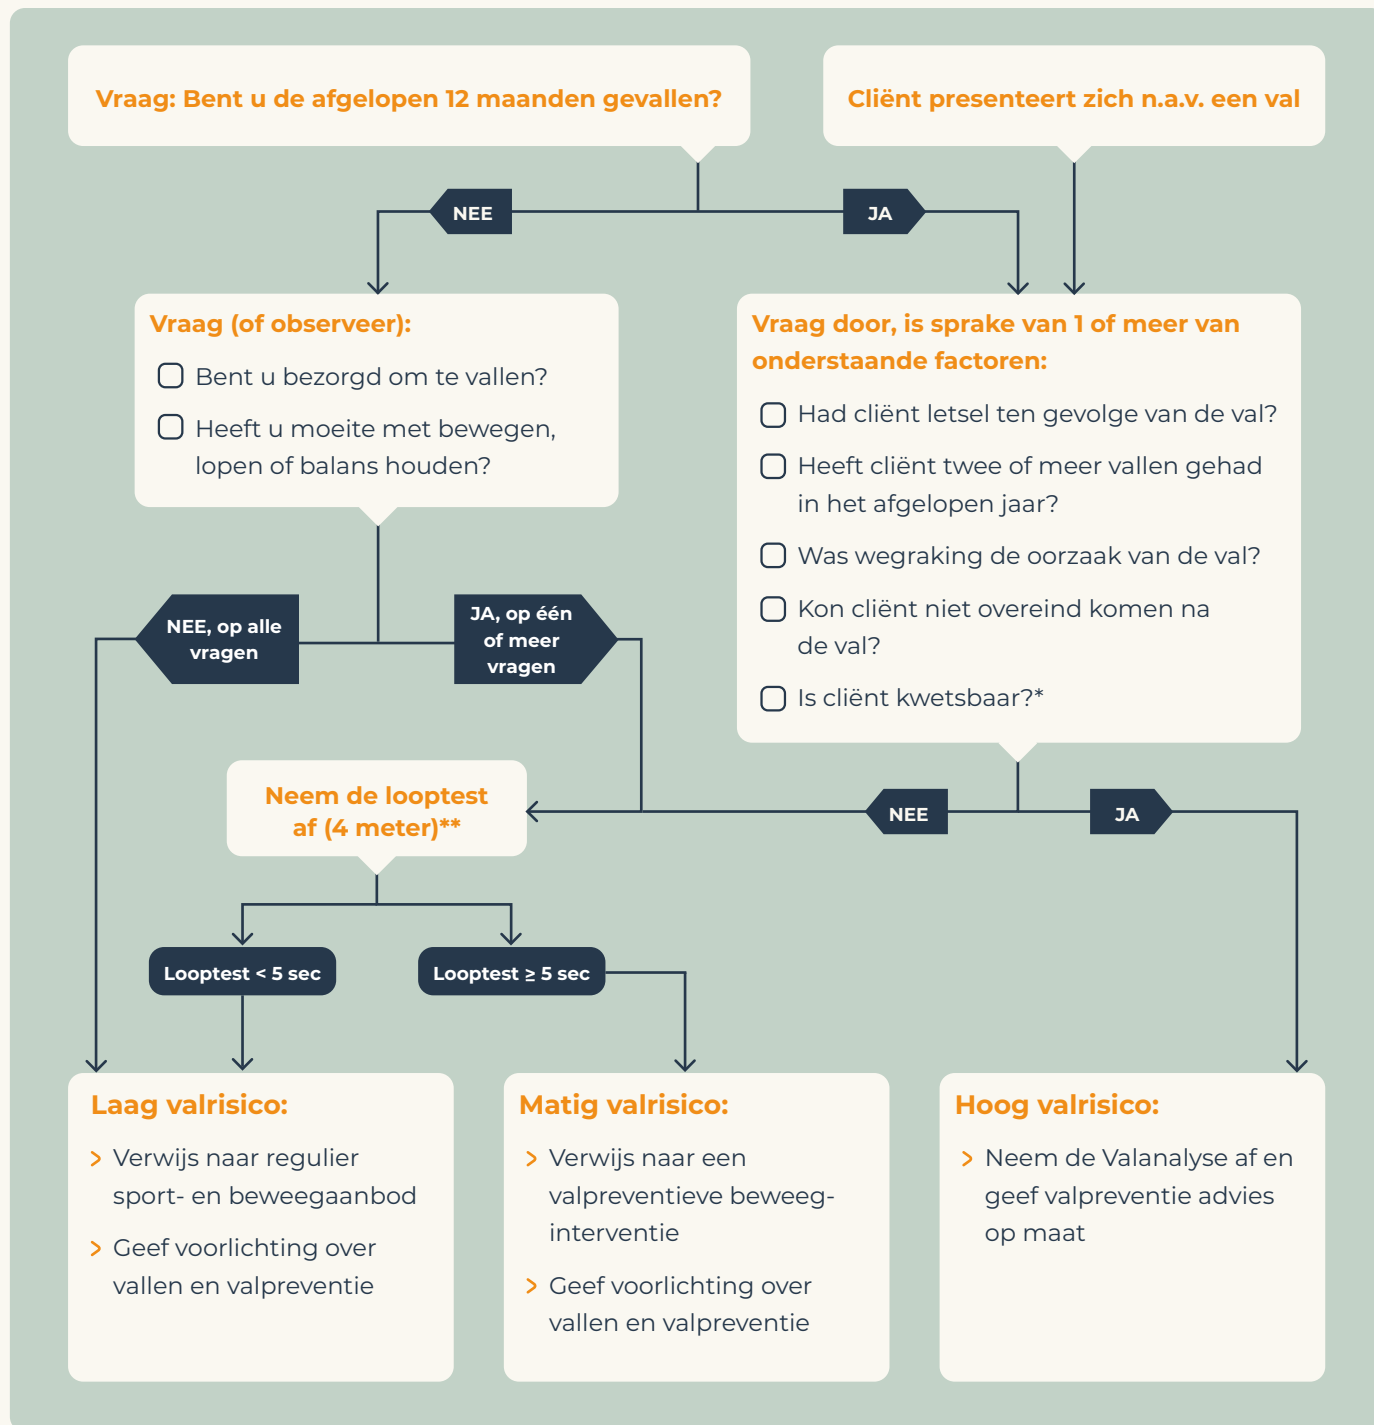 Vraag: Bent u de afgelopen 12 maanden gevallen?
Cliënt presenteert zich n.a.v. een val
NEE
JA
Vraag (of observeer):
Bent u bezorgd om te vallen?
Heeft u moeite met bewegen,
lopen of balans houden?
Vraag door, is sprake van 1 of meer van
onderstaande factoren:
Had cliënt letsel ten gevolge van de val?
Heeft cliënt twee of meer vallen gehad
in het afgelopen jaar?
Was wegraking de oorzaak van de val?
Kon cliënt niet overeind komen na
de val?
Is cliënt kwetsbaar?*
NEE, op alle
vragen
JA, op één
of meer
vragen
Neem de looptest
af (4 meter)**
NEE
JA
Looptest < 5 sec
Looptest ≥ 5 sec
Laag valrisico:
> Verwijs naar regulier
sport- en beweegaanbod
> Geef voorlichting over
vallen en valpreventie
Matig valrisico:
> Verwijs naar een
valpreventieve beweeg-
interventie
> Geef voorlichting over
vallen en valpreventie
Hoog valrisico:
> Neem de Valanalyse af en
geef valpreventie advies
op maat